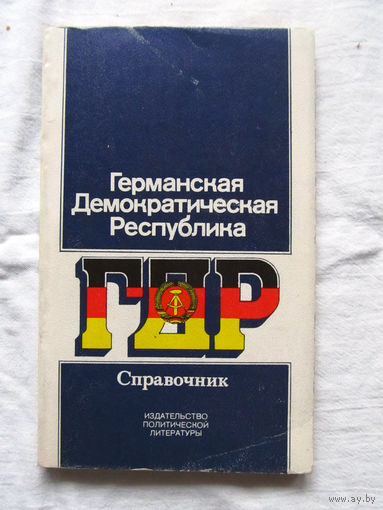 Германская
Демократическая
Республика
ГДР
Справочник
ИЗДАТЕЛЬСТВО
ПОЛИТИЧЕСКОЙ
ЛИТЕРАТУРЫ
www.ay.by